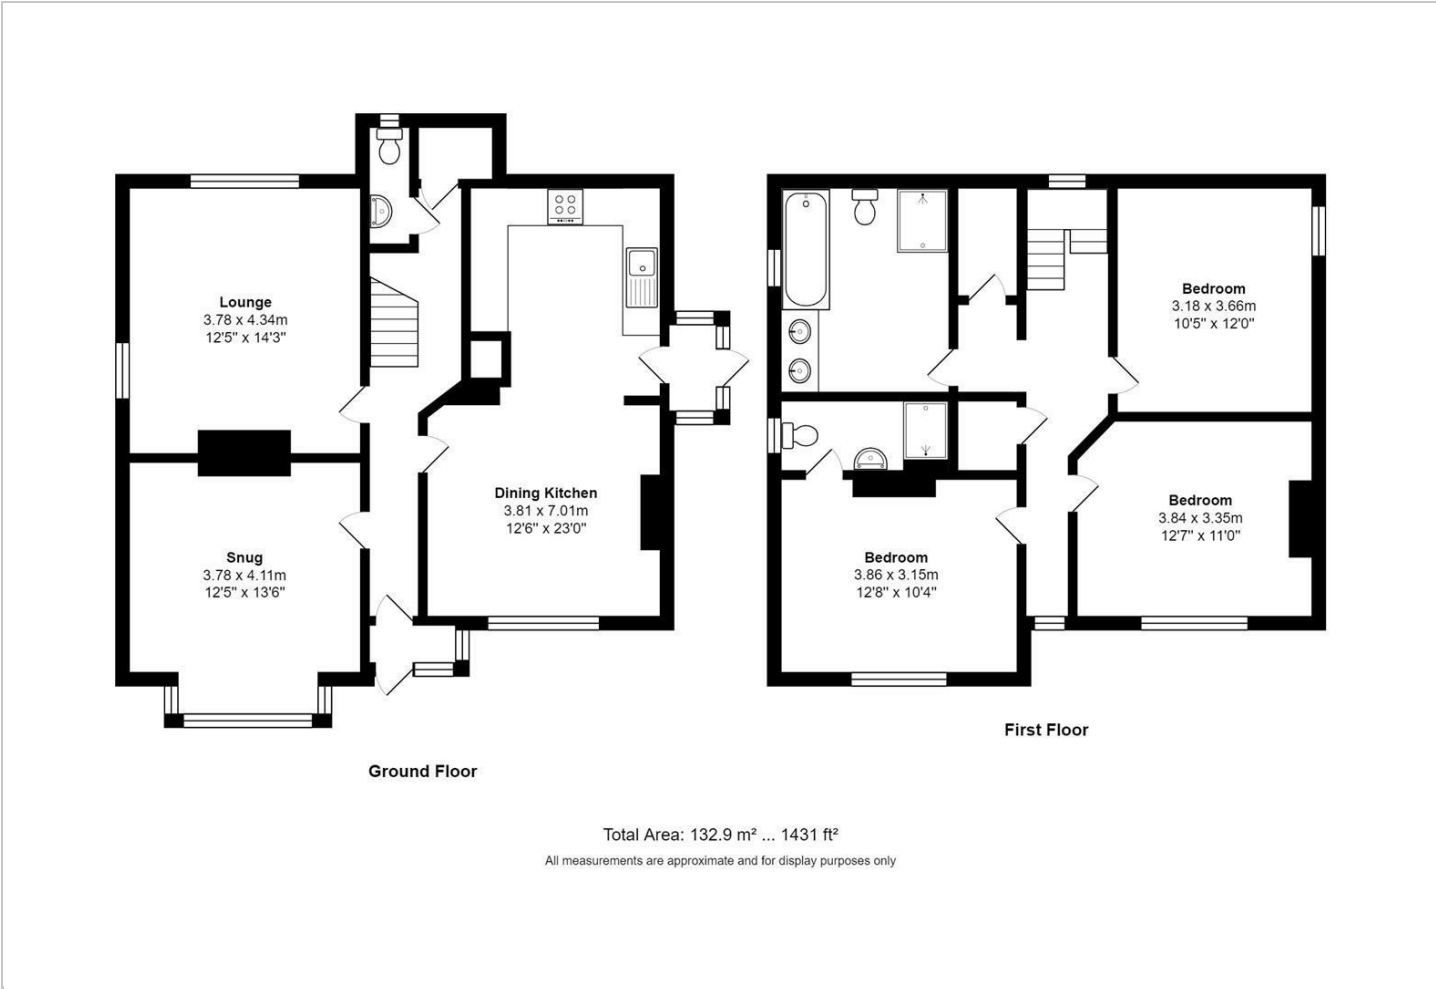 Lounge
3.78 x 4.34m
12'5" x 14'3"
Snug
3.78 x 4.11m
12'5" x 13'6"
Dining Kitchen
3.81 x 7.01m
12'6" x 23'0"
Ground Floor
Bedroom
3.18 x 3.66m
10'5" x 12'0"
Bedroom
3.84 x 3.35m
12'7" x 11'0"
Bedroom
3.86 x 3.15m
12'8" x 10'4"
First Floor
Total Area: 132.9 m² ... 1431 ft²
All measurements are approximate and for display purposes only